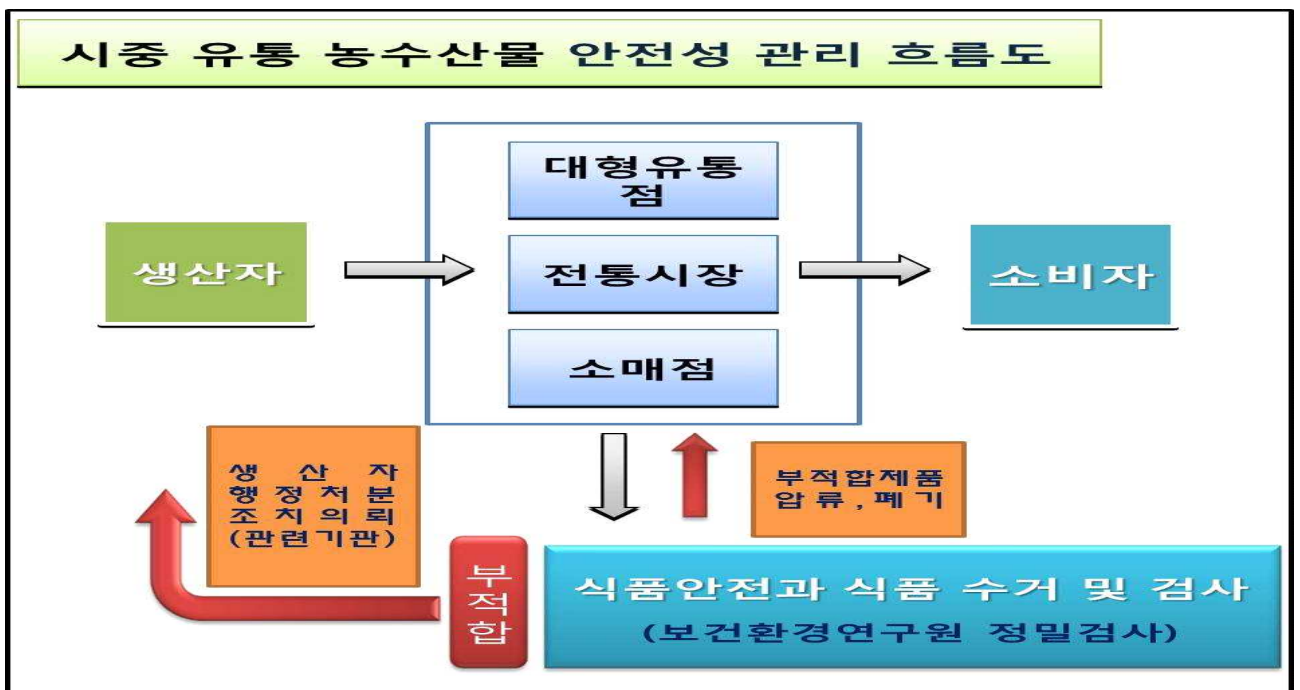 시중 유통 농수산물 안전성 관리 흐름도
대형유통
점
생산자
전통시장
소비자
소매점
생 산 자
행 정 처 분
조 치 의 뢰
(관련기관)
부적합제품
압류,폐기
부적합
식품안전과 식품 수거 및 검사
(보건환경연구원 정밀검사)